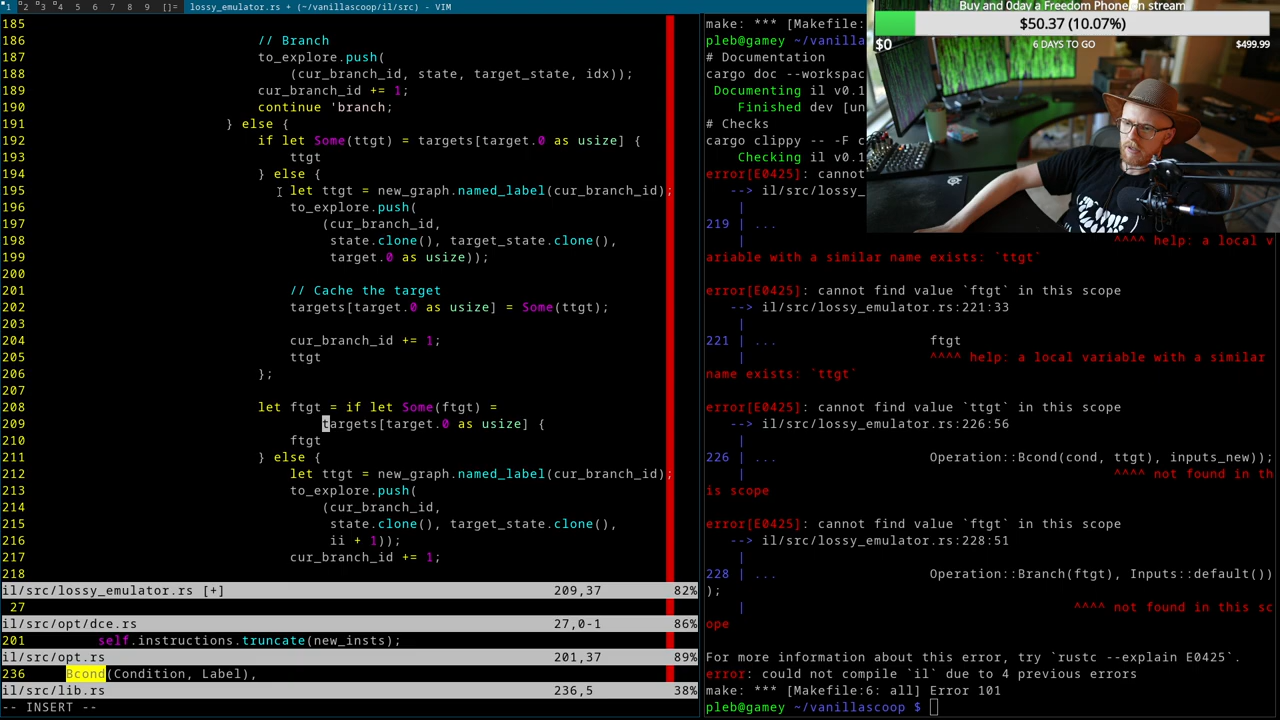 1 2 3 4 5 6 7 8 9 []= lossy_emulator.rs + (~/vanillascoop/il/src) - VIM
185
186 // Branch
187 to_explore.push(
188 (cur_branch_id, state, target_state, idx));
189 cur_branch_id += 1;
190 continue 'branch;
191 } else {
192 if let Some(ttgt) = targets[target.0 as usize] {
193 ttgt
194 } else {
195 let ttgt = new_graph.named_label(cur_branch_id);
196 to_explore.push(
197 (cur_branch_id,
198 state.clone(), target_state.clone(),
199 target.0 as usize));
200
201 // Cache the target
202 targets[target.0 as usize] = Some(ttgt);
203
204 cur_branch_id += 1;
205 ttgt
206 };
207
208 let ftgt = if let Some(ftgt) =
209 targets[target.0 as usize] {
210 ftgt
211 } else {
212 let ttgt = new_graph.named_label(cur_branch_id);
213 to_explore.push(
214 (cur_branch_id,
215 state.clone(), target_state.clone(),
216 ii + 1));
217 cur_branch_id += 1;
218
il/src/lossy_emulator.rs [+] 209,37 82%
27
il/src/opt/dce.rs 27,0-1 86%
201 self.instructions.truncate(new_insts);
il/src/opt.rs 201,37 89%
236 Bcond(Condition, Label),
il/src/lib.rs 236,5 38%
-- INSERT --
make: *** [Makefile:
pleb@gamey ~/vanilla
# Documentation
cargo doc --workspac
Documenting il v0.1
Finished dev [un
# Checks
cargo clippy -- -F c
Checking il v0.1
error[E0425]: cannot
--> il/src/lossy_
|
219 | ...
| ^^^^ help: a local v
ariable with a similar name exists: `ttgt`
error[E0425]: cannot find value `ftgt` in this scope
--> il/src/lossy_emulator.rs:221:33
|
221 | ... ftgt
| ^^^^ help: a local variable with a similar
name exists: `ttgt`
error[E0425]: cannot find value `ttgt` in this scope
--> il/src/lossy_emulator.rs:226:56
|
226 | ... Operation::Bcond(cond, ttgt), inputs_new));
| ^^^^ not found in th
is scope
error[E0425]: cannot find value `ftgt` in this scope
--> il/src/lossy_emulator.rs:228:51
|
228 | ... Operation::Branch(ftgt), Inputs::default())
);
| ^^^^ not found in this sc
ope
For more information about this error, try `rustc --explain E0425`.
error: could not compile `il` due to 4 previous errors
make: *** [Makefile:6: all] Error 101
pleb@gamey ~/vanillascoop $
Buy and 0day a Freedom Phone on stream
$50.37 (10.07%)
$0 6 DAYS TO GO $499.99